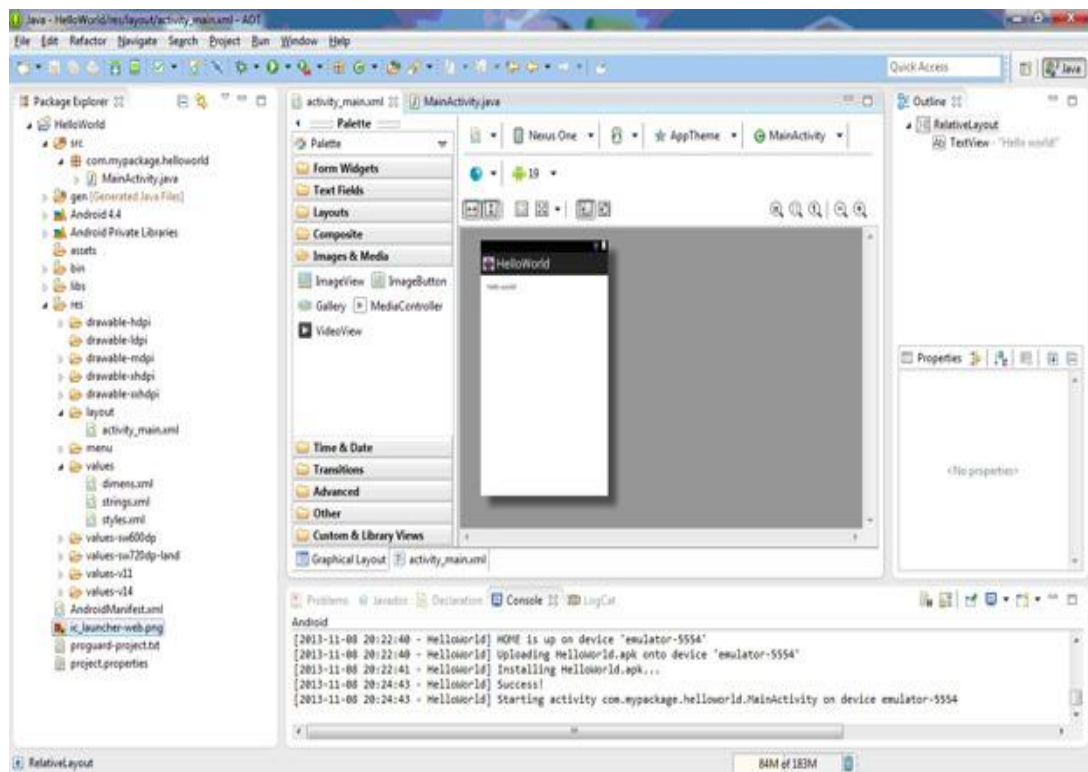 Java - HelloWorld/res/layout/activity_main.xml - ADT
File Edit Refactor Navigate Search Project Run Window Help
Quick Access
Java
Package Explorer
HelloWorld
src
com.mypackage.helloworld
MainActivity.java
gen [Generated Java Files]
Android 4.4
Android Private Libraries
assets
bin
libs
res
drawable-hdpi
drawable-ldpi
drawable-mdpi
drawable-xhdpi
drawable-xxhdpi
layout
activity_main.xml
menu
values
dimens.xml
strings.xml
styles.xml
values-sw600dp
values-sw720dp-land
values-v11
values-v14
AndroidManifest.xml
ic_launcher-web.png
proguard-project.txt
project.properties
activity_main.xml
MainActivity.java
Palette
Palette
Form Widgets
Text Fields
Layouts
Composite
Images & Media
ImageView ImageButton
Gallery MediaController
VideoView
Time & Date
Transitions
Advanced
Other
Custom & Library Views
Graphical Layout activity_main.xml
Nexus One AppTheme MainActivity
19
HelloWorld
Hello world!
Outline
RelativeLayout
Ab TextView - "Hello world!"
Properties
<No properties>
Problems Javadoc Declaration Console LogCat
Android
[2013-11-08 20:22:40 - HelloWorld] HOME is up on device 'emulator-5554'
[2013-11-08 20:22:40 - HelloWorld] Uploading HelloWorld.apk onto device 'emulator-5554'
[2013-11-08 20:22:41 - HelloWorld] Installing HelloWorld.apk...
[2013-11-08 20:24:43 - HelloWorld] Success!
[2013-11-08 20:24:43 - HelloWorld] Starting activity com.mypackage.helloworld.MainActivity on device emulator-5554
RelativeLayout
84M of 183M